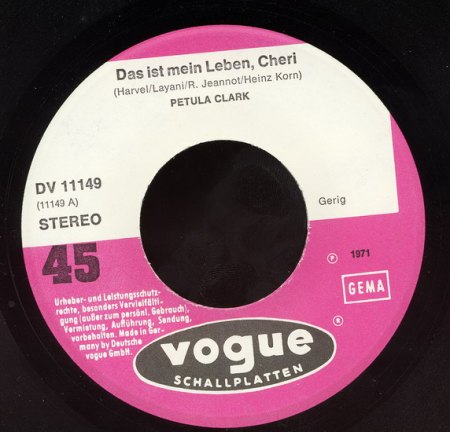 Das ist mein Leben, Cheri
(Harvel/Layani/R. Jeannot/Heinz Korn)
PETULA CLARK
DV 11149
(11149 A)
STEREO
Gerig
45
℗ 1971
GEMA
Urheber- und Leistungsschutz-
rechte, besonders Vervielfälti-
gung (außer zum persönl. Gebrauch),
Vermietung, Aufführung, Sendung,
vorbehalten. Made in Ger-
many by Deutsche
vogue GmbH.
®
vogue
SCHALLPLATTEN